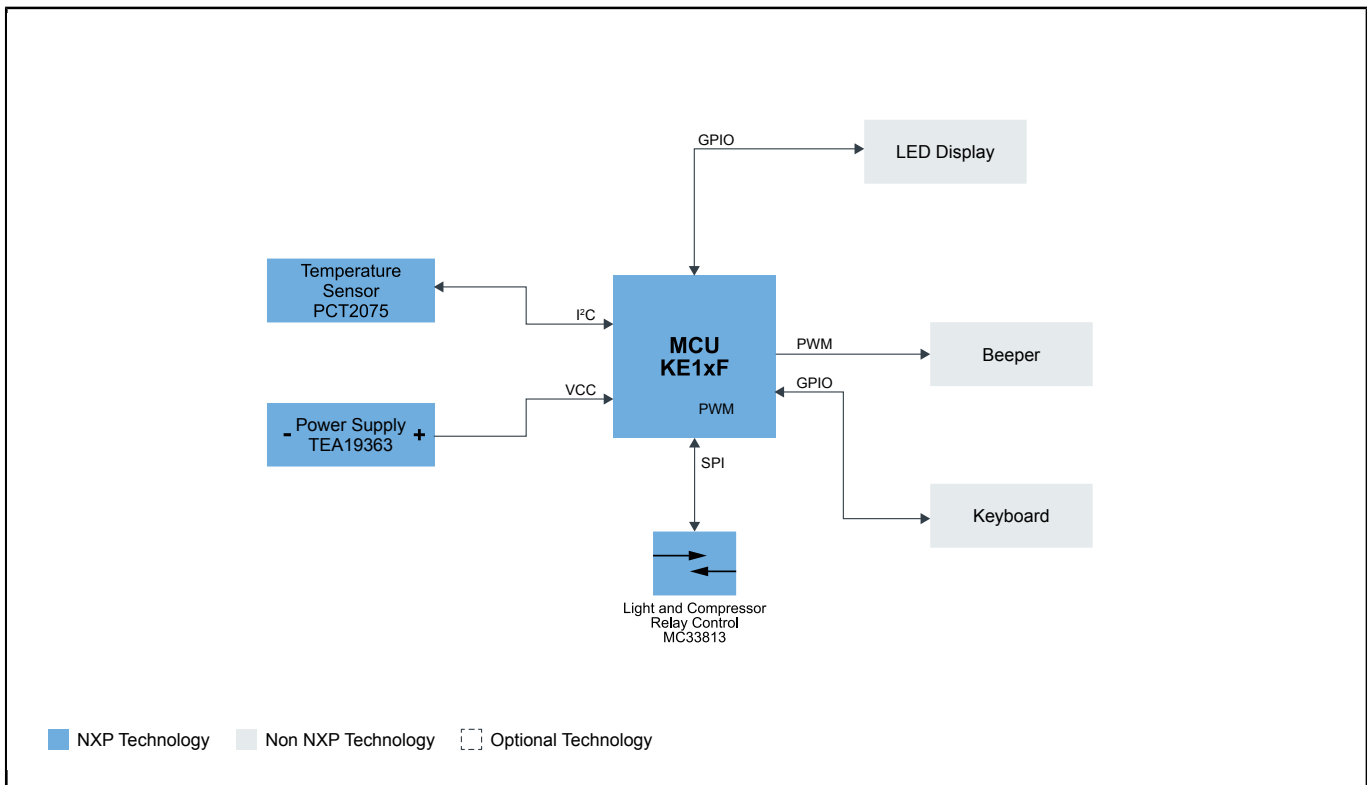 GPIO
LED Display
Temperature
Sensor
PCT2075
I²C
MCU
KE1xF
PWM
Beeper
GPIO
VCC
PWM
- Power Supply +
TEA19363
SPI
Keyboard
Light and Compressor
Relay Control
MC33813
NXP Technology
Non NXP Technology
Optional Technology